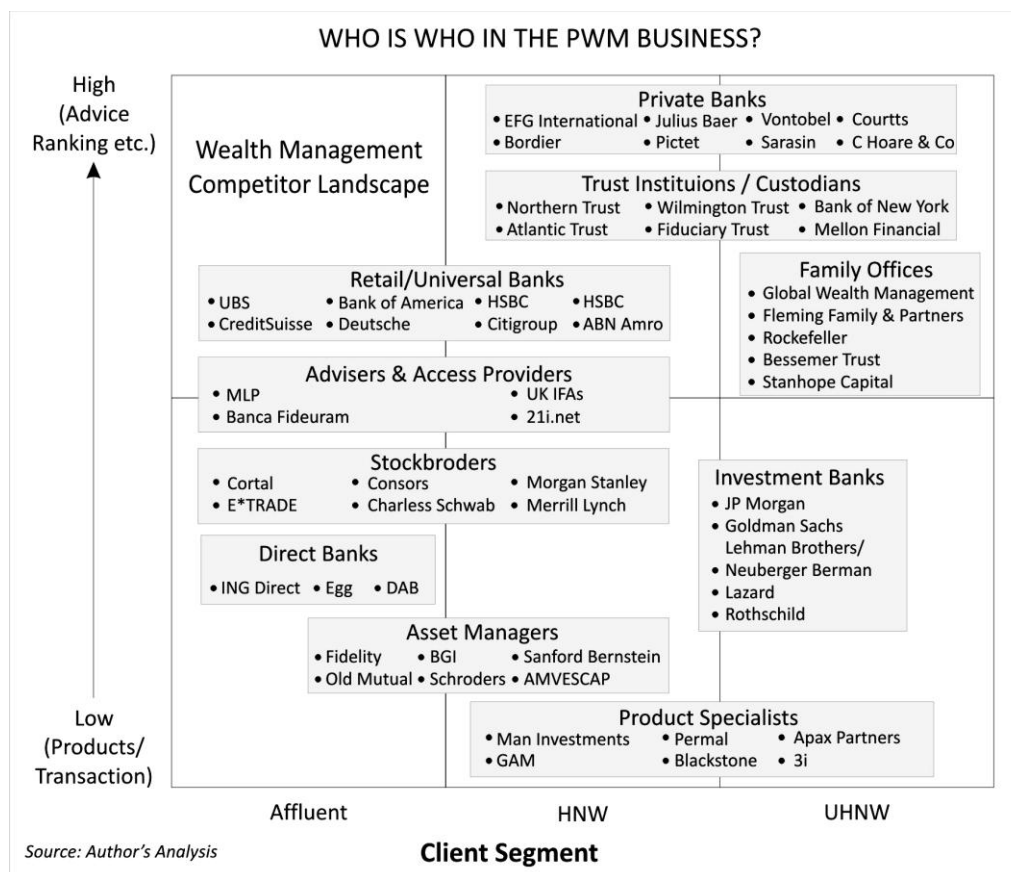 WHO IS WHO IN THE PWM BUSINESS?
High
(Advice
Ranking etc.)
Wealth Management
Competitor Landscape
Private Banks
• EFG International • Julius Baer • Vontobel • Courtts
• Bordier • Pictet • Sarasin • C Hoare & Co
Trust Instituions / Custodians
• Northern Trust • Wilmington Trust • Bank of New York
• Atlantic Trust • Fiduciary Trust • Mellon Financial
Retail/Universal Banks
• UBS • Bank of America • HSBC • HSBC
• CreditSuisse • Deutsche • Citigroup • ABN Amro
Family Offices
• Global Wealth Management
• Fleming Family & Partners
• Rockefeller
• Bessemer Trust
• Stanhope Capital
Advisers & Access Providers
• MLP • UK IFAs
• Banca Fideuram • 21i.net
Stockbroders
• Cortal • Consors • Morgan Stanley
• E*TRADE • Charless Schwab • Merrill Lynch
Investment Banks
• JP Morgan
• Goldman Sachs
Lehman Brothers/
• Neuberger Berman
• Lazard
• Rothschild
Direct Banks
• ING Direct • Egg • DAB
Asset Managers
• Fidelity • BGI • Sanford Bernstein
• Old Mutual • Schroders • AMVESCAP
Product Specialists
• Man Investments • Permal • Apax Partners
• GAM • Blackstone • 3i
Low
(Products/
Transaction)
Affluent HNW UHNW
Source: Author's Analysis
Client Segment